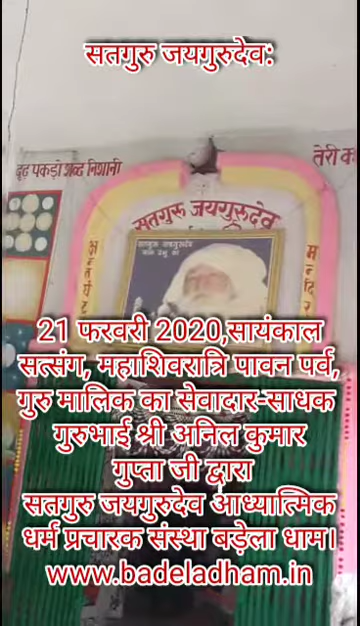 सतगुरु जयगुरुदेव:
दृढ पकड़ो शब्द निशानी
तेरी
सतगुरू जयगुरूदेव
21 फरवरी 2020,सायंकाल
सत्संग, महाशिवरात्रि पावन पर्व,
गुरु मालिक का सेवादार-साधक
गुरुभाई श्री अनिल कुमार
गुप्ता जी द्वारा
सतगुरु जयगुरुदेव आध्यात्मिक
धर्म प्रचारक संस्था बड़ेला धाम।
www.badeladham.in